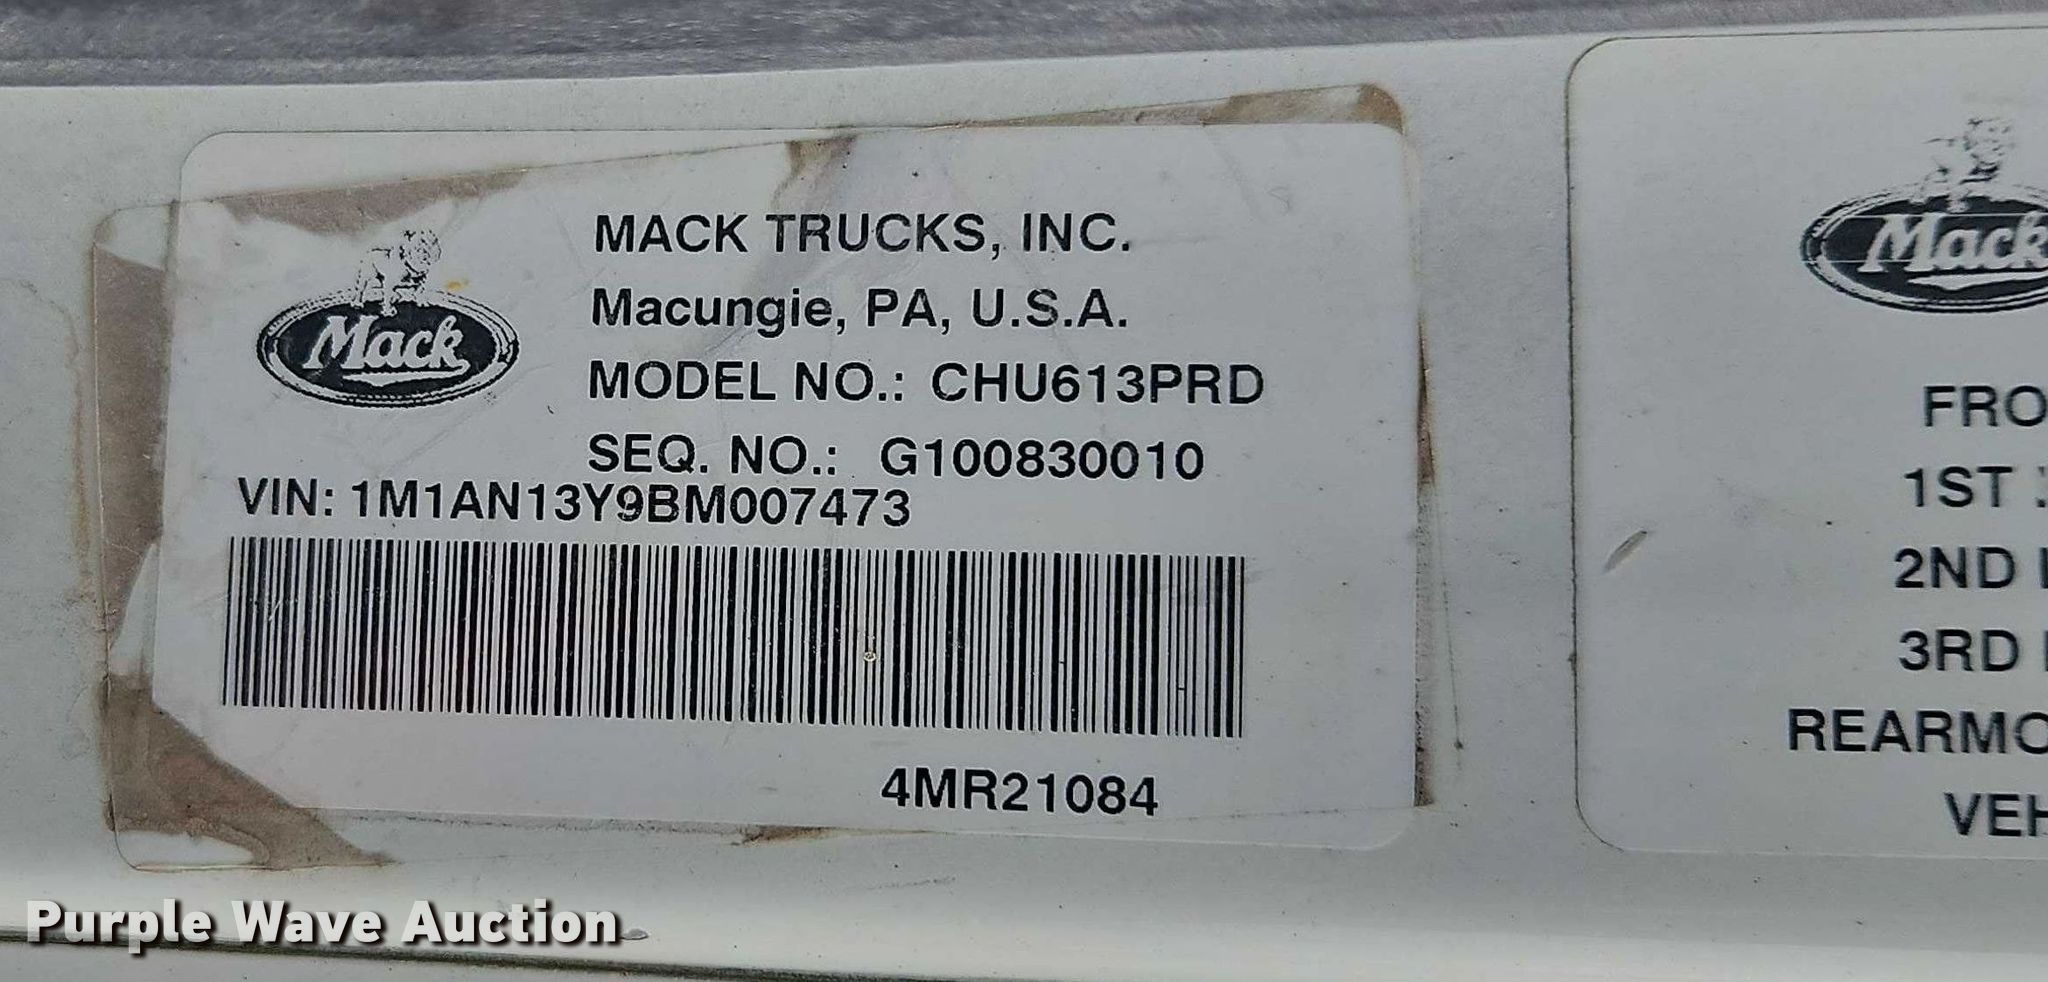 Mack
MACK TRUCKS, INC.
Macungie, PA, U.S.A.
MODEL NO.: CHU613PRD
SEQ. NO.: G100830010
VIN: 1M1AN13Y9BM007473
4MR21084
Mack
FRO
1ST
2ND
3RD
REARMO
VEH
Purple Wave Auction